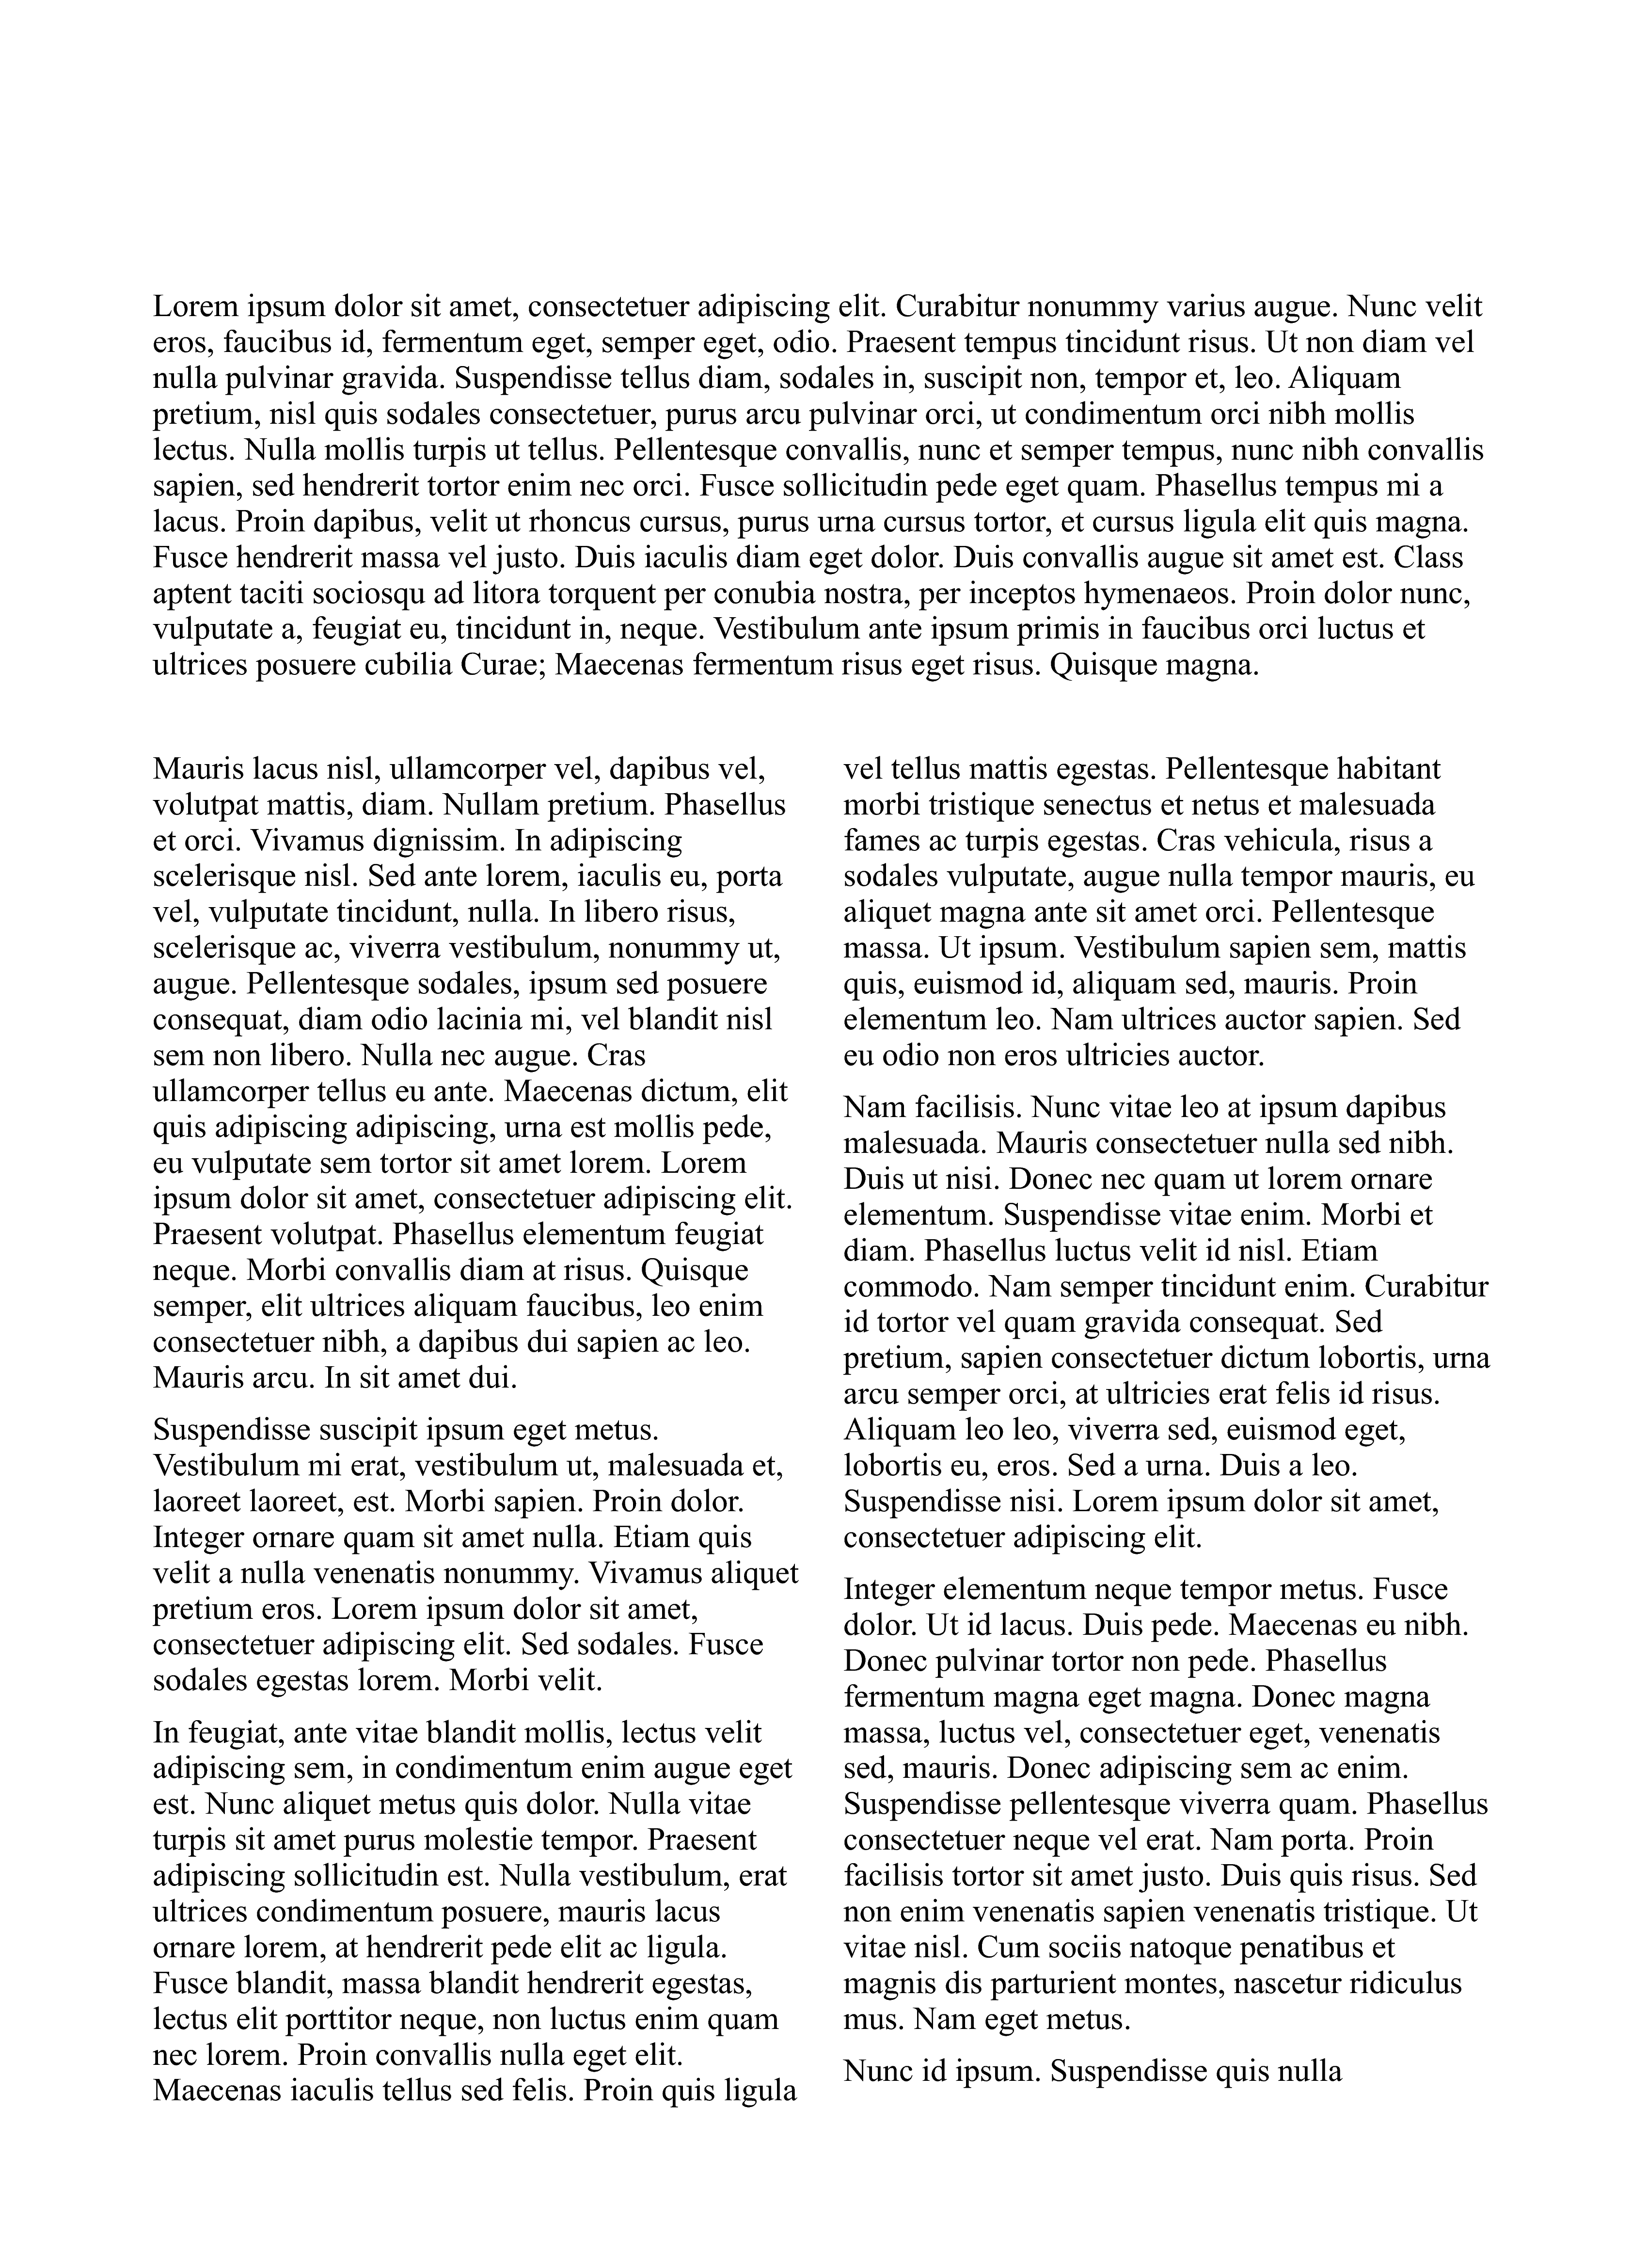 Lorem ipsum dolor sit amet, consectetuer adipiscing elit. Curabitur nonummy varius augue. Nunc velit
eros, faucibus id, fermentum eget, semper eget, odio. Praesent tempus tincidunt risus. Ut non diam vel
nulla pulvinar gravida. Suspendisse tellus diam, sodales in, suscipit non, tempor et, leo. Aliquam
pretium, nisl quis sodales consectetuer, purus arcu pulvinar orci, ut condimentum orci nibh mollis
lectus. Nulla mollis turpis ut tellus. Pellentesque convallis, nunc et semper tempus, nunc nibh convallis
sapien, sed hendrerit tortor enim nec orci. Fusce sollicitudin pede eget quam. Phasellus tempus mi a
lacus. Proin dapibus, velit ut rhoncus cursus, purus urna cursus tortor, et cursus ligula elit quis magna.
Fusce hendrerit massa vel justo. Duis iaculis diam eget dolor. Duis convallis augue sit amet est. Class
aptent taciti sociosqu ad litora torquent per conubia nostra, per inceptos hymenaeos. Proin dolor nunc,
vulputate a, feugiat eu, tincidunt in, neque. Vestibulum ante ipsum primis in faucibus orci luctus et
ultrices posuere cubilia Curae; Maecenas fermentum risus eget risus. Quisque magna.
Mauris lacus nisl, ullamcorper vel, dapibus vel,
volutpat mattis, diam. Nullam pretium. Phasellus
et orci. Vivamus dignissim. In adipiscing
scelerisque nisl. Sed ante lorem, iaculis eu, porta
vel, vulputate tincidunt, nulla. In libero risus,
scelerisque ac, viverra vestibulum, nonummy ut,
augue. Pellentesque sodales, ipsum sed posuere
consequat, diam odio lacinia mi, vel blandit nisl
sem non libero. Nulla nec augue. Cras
ullamcorper tellus eu ante. Maecenas dictum, elit
quis adipiscing adipiscing, urna est mollis pede,
eu vulputate sem tortor sit amet lorem. Lorem
ipsum dolor sit amet, consectetuer adipiscing elit.
Praesent volutpat. Phasellus elementum feugiat
neque. Morbi convallis diam at risus. Quisque
semper, elit ultrices aliquam faucibus, leo enim
consectetuer nibh, a dapibus dui sapien ac leo.
Mauris arcu. In sit amet dui.
Suspendisse suscipit ipsum eget metus.
Vestibulum mi erat, vestibulum ut, malesuada et,
laoreet laoreet, est. Morbi sapien. Proin dolor.
Integer ornare quam sit amet nulla. Etiam quis
velit a nulla venenatis nonummy. Vivamus aliquet
pretium eros. Lorem ipsum dolor sit amet,
consectetuer adipiscing elit. Sed sodales. Fusce
sodales egestas lorem. Morbi velit.
In feugiat, ante vitae blandit mollis, lectus velit
adipiscing sem, in condimentum enim augue eget
est. Nunc aliquet metus quis dolor. Nulla vitae
turpis sit amet purus molestie tempor. Praesent
adipiscing sollicitudin est. Nulla vestibulum, erat
ultrices condimentum posuere, mauris lacus
ornare lorem, at hendrerit pede elit ac ligula.
Fusce blandit, massa blandit hendrerit egestas,
lectus elit porttitor neque, non luctus enim quam
nec lorem. Proin convallis nulla eget elit.
Maecenas iaculis tellus sed felis. Proin quis ligula
vel tellus mattis egestas. Pellentesque habitant
morbi tristique senectus et netus et malesuada
fames ac turpis egestas. Cras vehicula, risus a
sodales vulputate, augue nulla tempor mauris, eu
aliquet magna ante sit amet orci. Pellentesque
massa. Ut ipsum. Vestibulum sapien sem, mattis
quis, euismod id, aliquam sed, mauris. Proin
elementum leo. Nam ultrices auctor sapien. Sed
eu odio non eros ultricies auctor.
Nam facilisis. Nunc vitae leo at ipsum dapibus
malesuada. Mauris consectetuer nulla sed nibh.
Duis ut nisi. Donec nec quam ut lorem ornare
elementum. Suspendisse vitae enim. Morbi et
diam. Phasellus luctus velit id nisl. Etiam
commodo. Nam semper tincidunt enim. Curabitur
id tortor vel quam gravida consequat. Sed
pretium, sapien consectetuer dictum lobortis, urna
arcu semper orci, at ultricies erat felis id risus.
Aliquam leo leo, viverra sed, euismod eget,
lobortis eu, eros. Sed a urna. Duis a leo.
Suspendisse nisi. Lorem ipsum dolor sit amet,
consectetuer adipiscing elit.
Integer elementum neque tempor metus. Fusce
dolor. Ut id lacus. Duis pede. Maecenas eu nibh.
Donec pulvinar tortor non pede. Phasellus
fermentum magna eget magna. Donec magna
massa, luctus vel, consectetuer eget, venenatis
sed, mauris. Donec adipiscing sem ac enim.
Suspendisse pellentesque viverra quam. Phasellus
consectetuer neque vel erat. Nam porta. Proin
facilisis tortor sit amet justo. Duis quis risus. Sed
non enim venenatis sapien venenatis tristique. Ut
vitae nisl. Cum sociis natoque penatibus et
magnis dis parturient montes, nascetur ridiculus
mus. Nam eget metus.
Nunc id ipsum. Suspendisse quis nulla